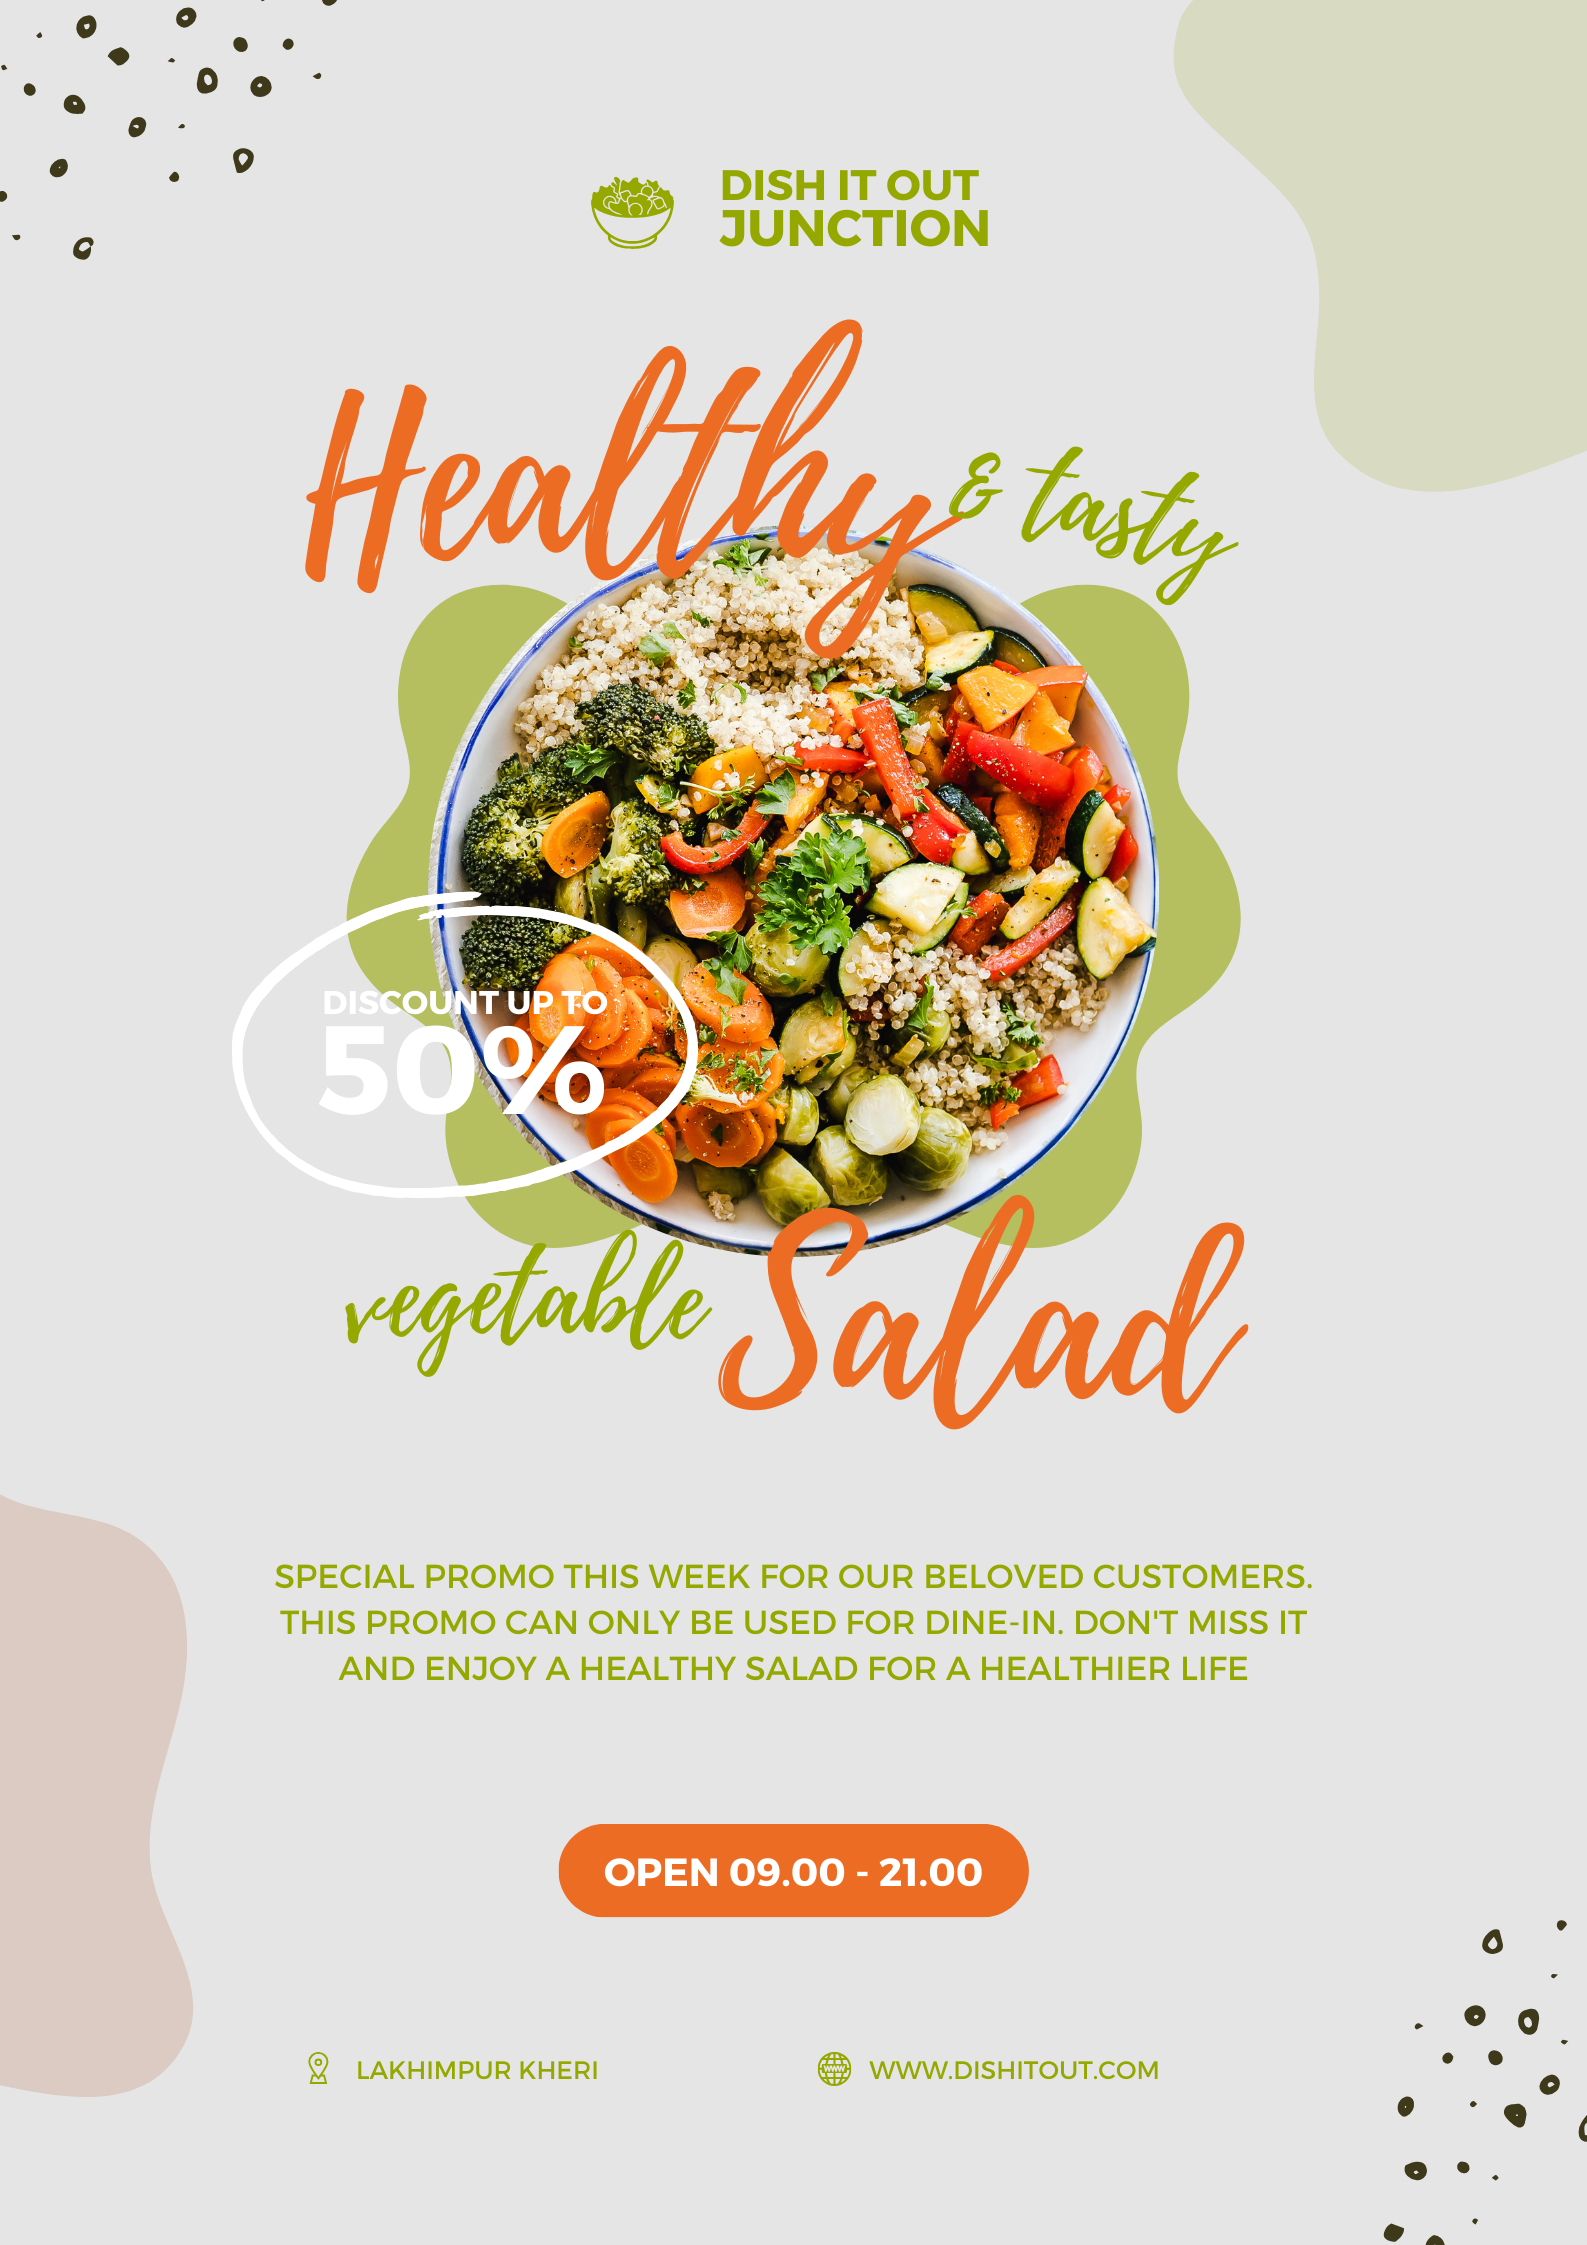 DISH IT OUT
JUNCTION
Healthy
& tasty
DISCOUNT UP TO
50%
vegetable
Salad
SPECIAL PROMO THIS WEEK FOR OUR BELOVED CUSTOMERS.
THIS PROMO CAN ONLY BE USED FOR DINE-IN. DON'T MISS IT
AND ENJOY A HEALTHY SALAD FOR A HEALTHIER LIFE
OPEN 09.00 - 21.00
LAKHIMPUR KHERI
WWW.DISHITOUT.COM